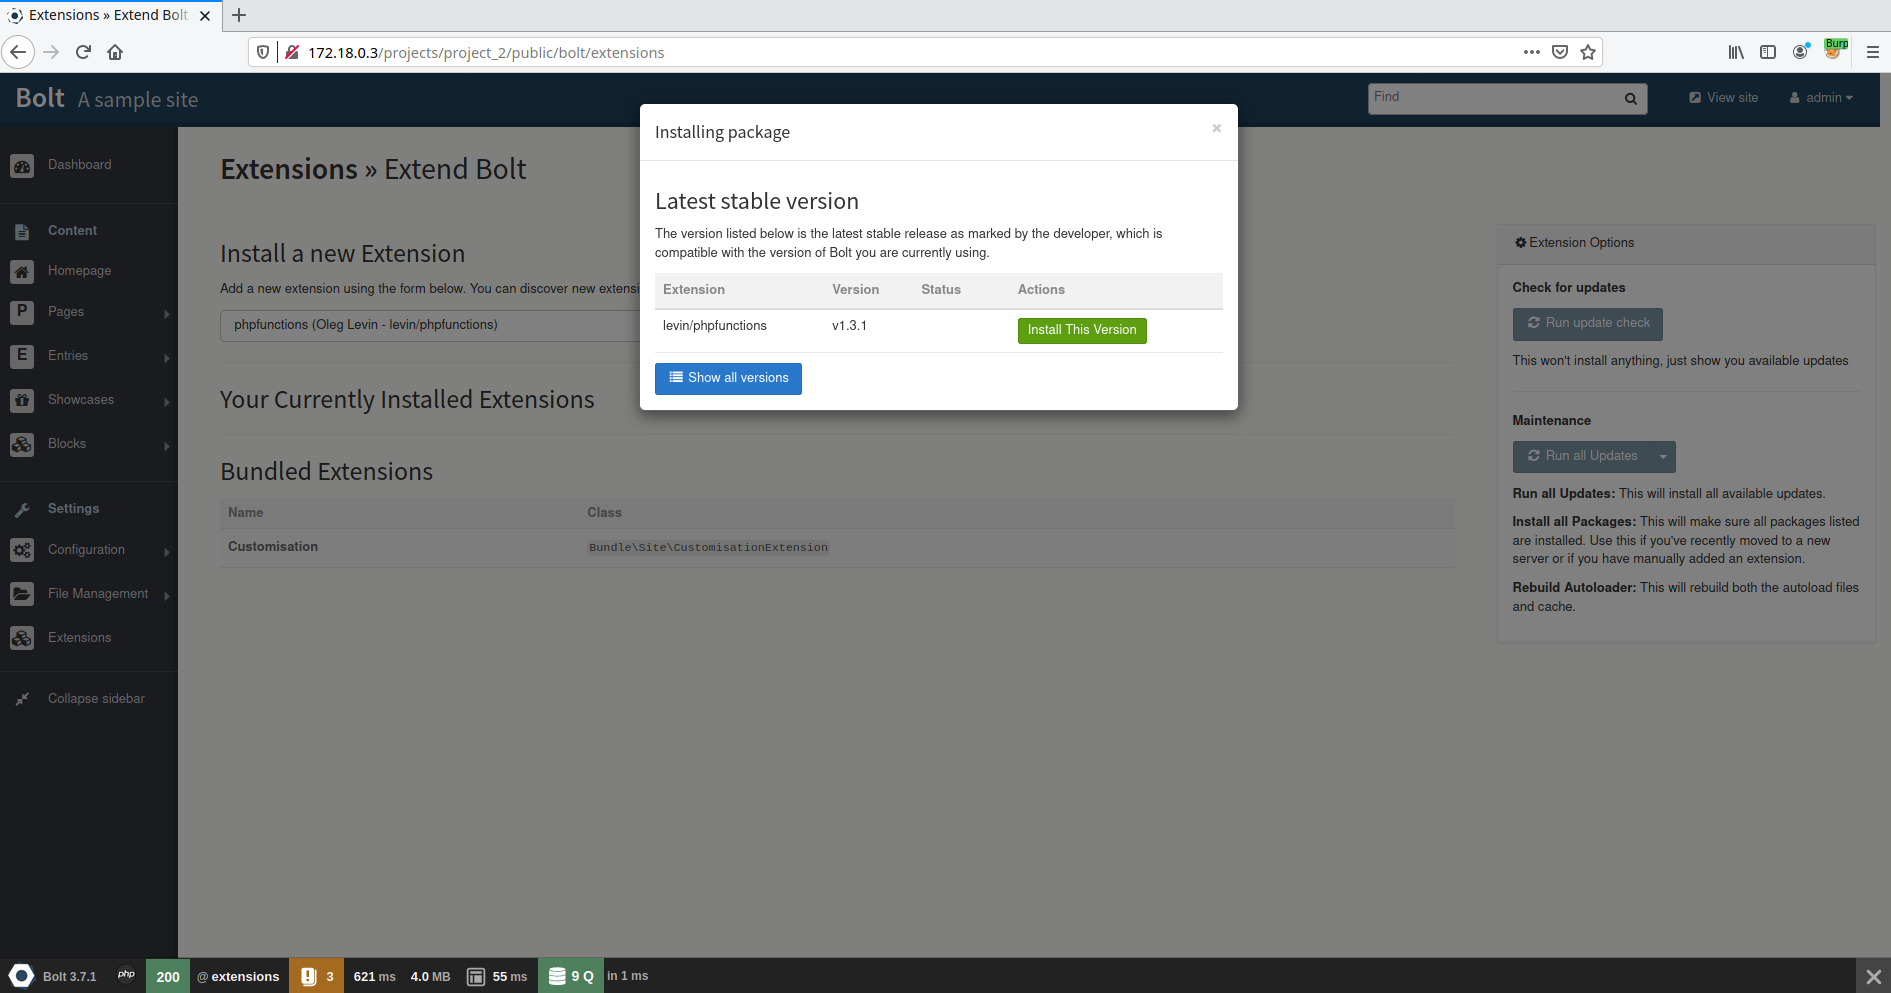 Extensions » Extend Bolt
172.18.0.3/projects/project_2/public/bolt/extensions
Burp
Bolt A sample site
Find
View site
admin
Dashboard
Content
Homepage
P Pages
E Entries
Showcases
Blocks
Settings
Configuration
File Management
Extensions
Collapse sidebar
Extensions » Extend Bolt
Install a new Extension
Add a new extension using the form below. You can discover new extensi
phpfunctions (Oleg Levin - levin/phpfunctions)
Your Currently Installed Extensions
Bundled Extensions
Name Class
Customisation Bundle\Site\CustomisationExtension
Installing package ×
Latest stable version
The version listed below is the latest stable release as marked by the developer, which is
compatible with the version of Bolt you are currently using.
Extension Version Status Actions
levin/phpfunctions v1.3.1 Install This Version
Show all versions
Extension Options
Check for updates
Run update check
This won't install anything, just show you available updates
Maintenance
Run all Updates
Run all Updates: This will install all available updates.
Install all Packages: This will make sure all packages listed
are installed. Use this if you've recently moved to a new
server or if you have manually added an extension.
Rebuild Autoloader: This will rebuild both the autoload files
and cache.
Bolt 3.7.1 php 200 @ extensions 3 621 ms 4.0 MB 55 ms 9 Q in 1 ms